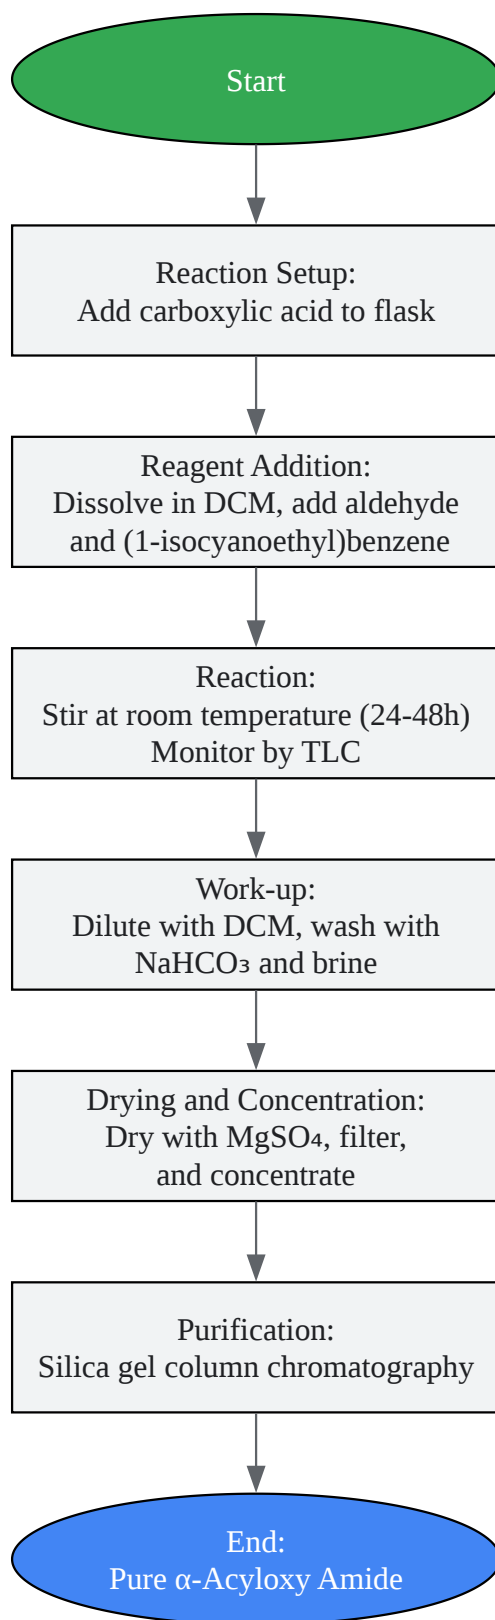 Start
Reaction Setup:
Add carboxylic acid to flask
Reagent Addition:
Dissolve in DCM, add aldehyde
and (1-isocyanoethyl)benzene
Reaction:
Stir at room temperature (24-48h)
Monitor by TLC
Work-up:
Dilute with DCM, wash with
NaHCO₃ and brine
Drying and Concentration:
Dry with MgSO₄, filter,
and concentrate
Purification:
Silica gel column chromatography
End:
Pure α-Acyloxy Amide